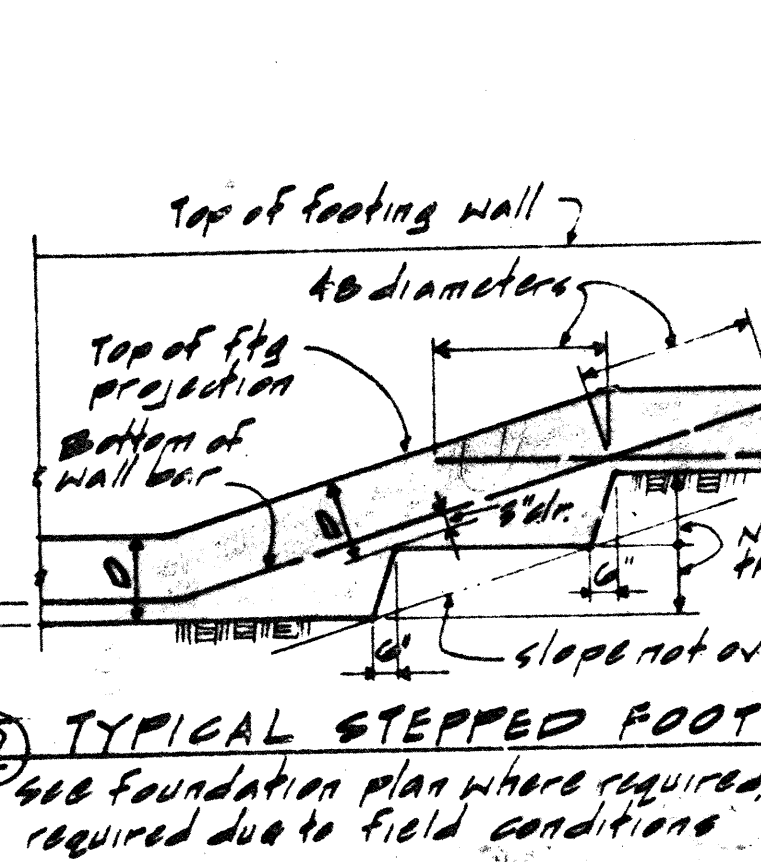 Top of footing wall
48 diameters
Top of ftg
projection
Bottom of
wall bar
D
D
3"clr.
6"
6"
slope not ov
TYPICAL STEPPED FOOT
see foundation plan where required,
required due to field conditions